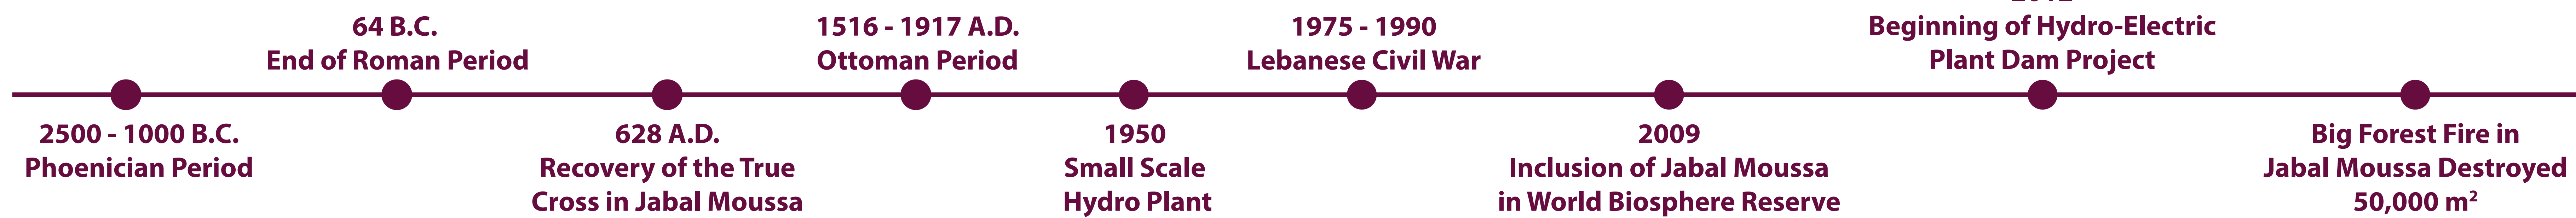 2500 - 1000 B.C.
Phoenician Period
64 B.C.
End of Roman Period
628 A.D.
Recovery of the True
Cross in Jabal Moussa
1516 - 1917 A.D.
Ottoman Period
1950
Small Scale
Hydro Plant
1975 - 1990
Lebanese Civil War
2009
Inclusion of Jabal Moussa
in World Biosphere Reserve
Beginning of Hydro-Electric
Plant Dam Project
Big Forest Fire in
Jabal Moussa Destroyed
50,000 m²